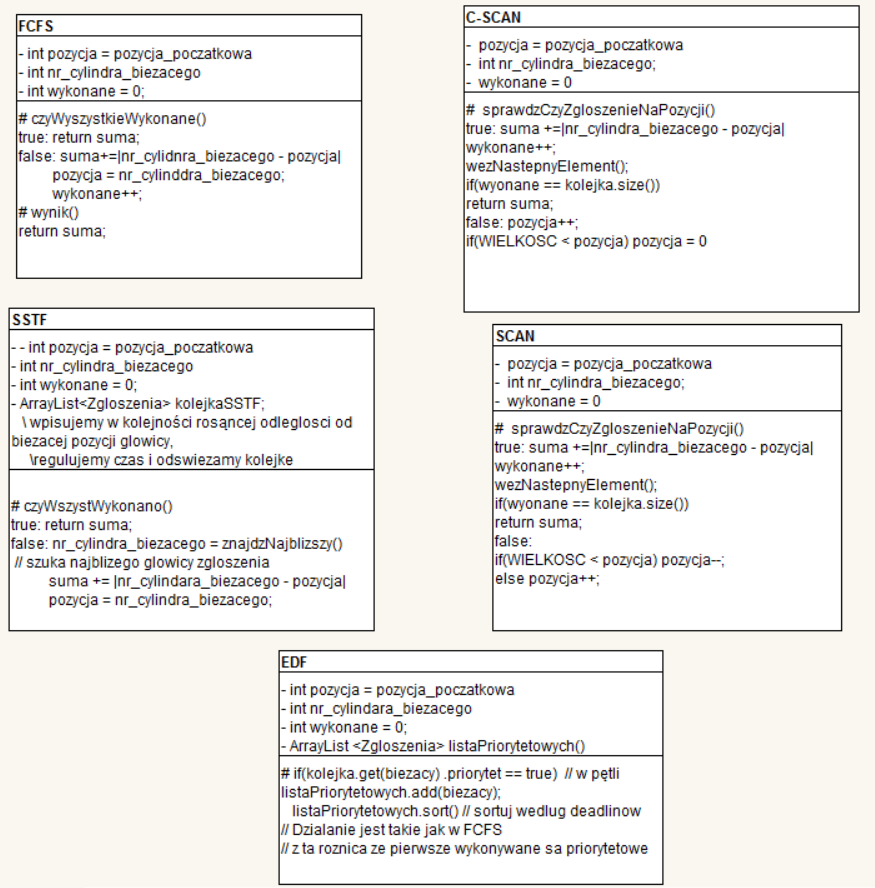 FCFS
- int pozycja = pozycja_poczatkowa
- int nr_cylindra_biezacego
- int wykonane = 0;
# czyWyszystkieWykonane()
true: return suma;
false: suma+=|nr_cylidnra_biezacego - pozycja|
pozycja = nr_cylinddra_biezacego;
wykonane++;
# wynik()
return suma;
C-SCAN
- pozycja = pozycja_poczatkowa
- int nr_cylindra_biezacego;
- wykonane = 0
# sprawdzCzyZgloszenieNaPozycji()
true: suma +=|nr_cylindra_biezacego - pozycja|
wykonane++;
wezNastepnyElement();
if(wyonane == kolejka.size())
return suma;
false: pozycja++;
if(WIELKOSC < pozycja) pozycja = 0
SSTF
- - int pozycja = pozycja_poczatkowa
- int nr_cylindra_biezacego
- int wykonane = 0;
- ArrayList<Zgloszenia> kolejkaSSTF;
\ wpisujemy w kolejności rosąncej odleglosci od
biezacej pozycji glowicy,
\regulujemy czas i odswiezamy kolejke
# czyWszystWykonano()
true: return suma;
false: nr_cylindra_biezacego = znajdzNajblizszy()
// szuka najblizego glowicy zgloszenia
suma += |nr_cylindara_biezacego - pozycja|
pozycja = nr_cylindra_biezacego;
SCAN
- pozycja = pozycja_poczatkowa
- int nr_cylindra_biezacego;
- wykonane = 0
# sprawdzCzyZgloszenieNaPozycji()
true: suma +=|nr_cylindra_biezacego - pozycja|
wykonane++;
wezNastepnyElement();
if(wyonane == kolejka.size())
return suma;
false:
if(WIELKOSC < pozycja) pozycja--;
else pozycja++;
EDF
- int pozycja = pozycja_poczatkowa
- int nr_cylindara_biezacego
- int wykonane = 0;
- ArrayList <Zgloszenia> listaPriorytetowych()
# if(kolejka.get(biezacy) .priorytet == true) // w pętli
listaPriorytetowych.add(biezacy);
listaPriorytetowych.sort() // sortuj wedlug deadlinow
// Dzialanie jest takie jak w FCFS
// z ta roznica ze pierwsze wykonywane sa priorytetowe